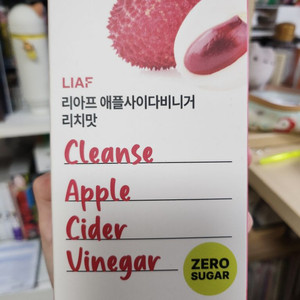 LIAF
리아프 애플사이다비니거
리치맛
Cleanse
Apple
Cider
Vinegar
ZERO
SUGAR